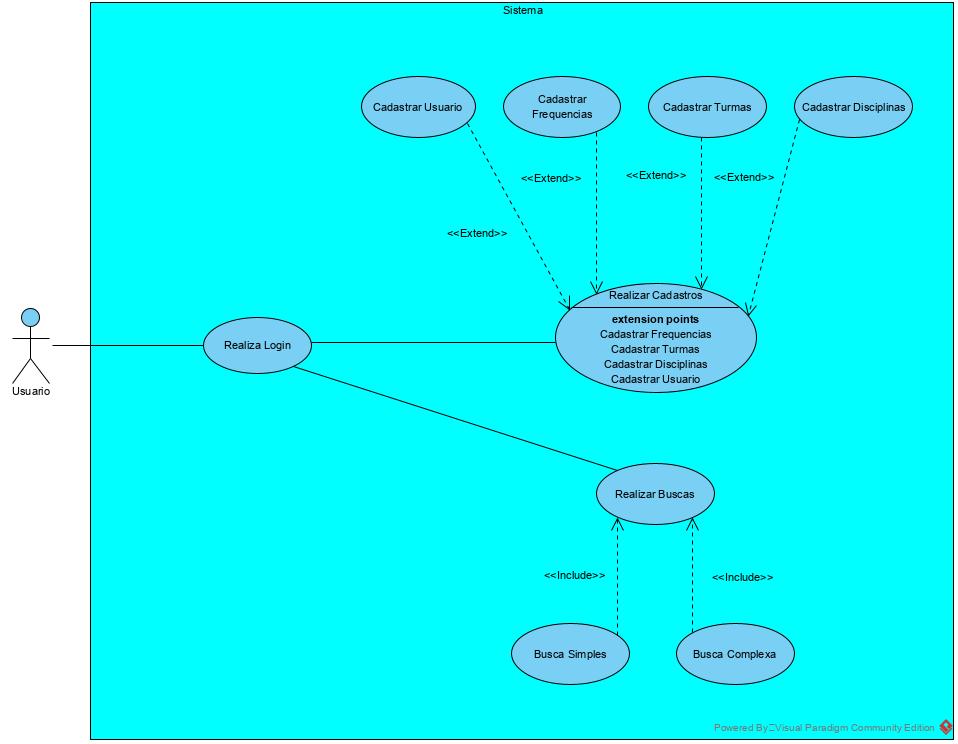 Sistema
Cadastrar Usuario
Cadastrar
Frequencias
Cadastrar Turmas
Cadastrar Disciplinas
<<Extend>>
<<Extend>>
<<Extend>>
<<Extend>>
Realizar Cadastros
extension points
Cadastrar Frequencias
Cadastrar Turmas
Cadastrar Disciplinas
Cadastrar Usuario
Realiza Login
Usuario
Realizar Buscas
<<Include>>
<<Include>>
Busca Simples
Busca Complexa
Powered By Visual Paradigm Community Edition